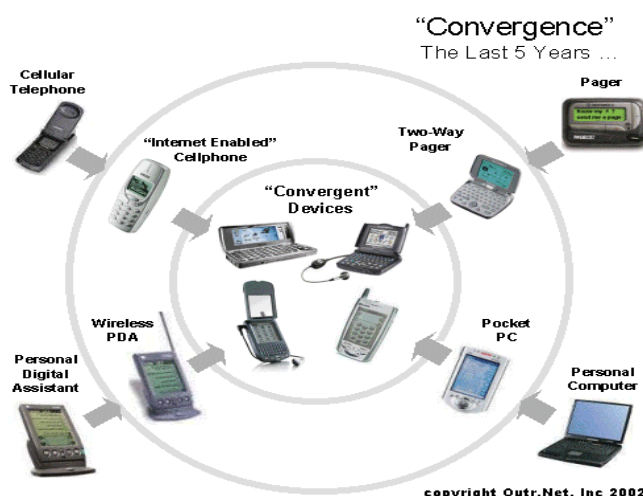 “Convergence”
The Last 5 Years ...
Cellular
Telephone
Pager
“Internet Enabled”
Cellphone
Two-Way
Pager
“Convergent”
Devices
Wireless
PDA
Pocket
PC
Personal
Digital
Assistant
Personal
Computer
copyright Outr.Net, Inc 2002